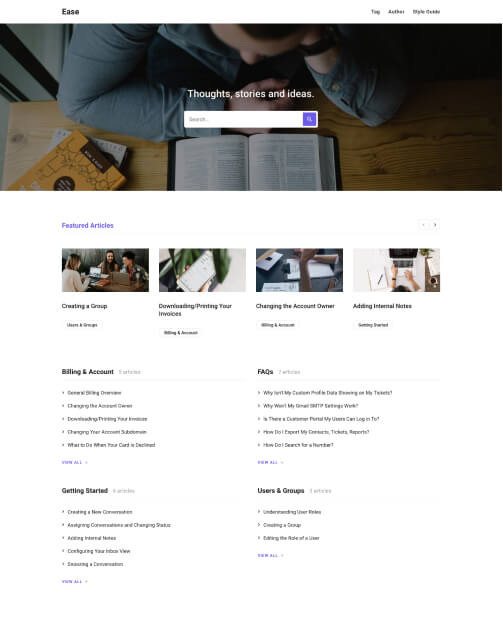 Ease
Tag Author Style Guide
Thoughts, stories and ideas.
Search...
Featured Articles
Creating a Group
Users & Groups
Downloading/Printing Your
Invoices
Billing & Account
Changing the Account Owner
Billing & Account
Adding Internal Notes
Getting Started
Billing & Account
articles
General Billing Overview
Changing the Account Owner
Downloading/Printing Your Invoices
Changing Your Account Subdomain
What to Do When Your Card is Declined
VIEW ALL
FAQs
articles
Why Isn't My Custom Profile Data Showing on My Tickets?
Why Won't My Gmail SMTP Settings Work?
Is There a Customer Portal My Users Can Log in To?
How Do I Export My Contacts, Tickets, Reports?
How Do I Search for a Number?
VIEW ALL
Getting Started
articles
Creating a New Conversation
Assigning Conversations and Changing Status
Adding Internal Notes
Configuring Your Inbox View
Snoozing a Conversation
VIEW ALL
Users & Groups
articles
Understanding User Roles
Creating a Group
Editing the Role of a User
VIEW ALL